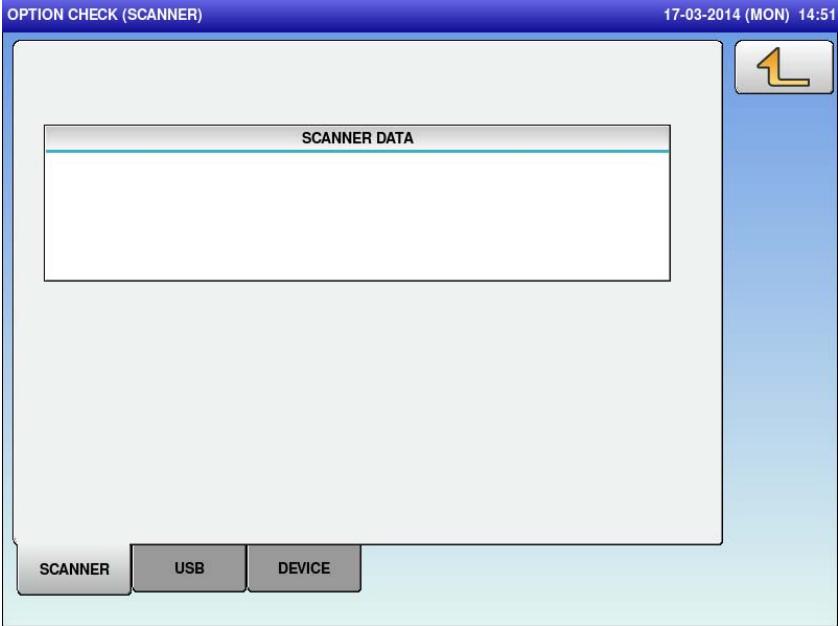 OPTION CHECK (SCANNER) 17-03-2014 (MON) 14:51
SCANNER DATA
SCANNER USB DEVICE